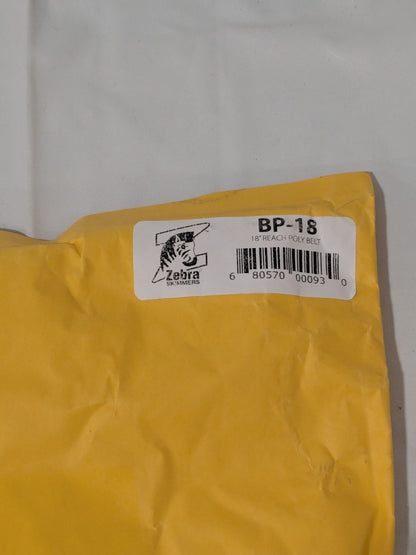 BP-18
18" REACH POLY BELT
Zebra
SKIMMERS
6 80570 00093 0